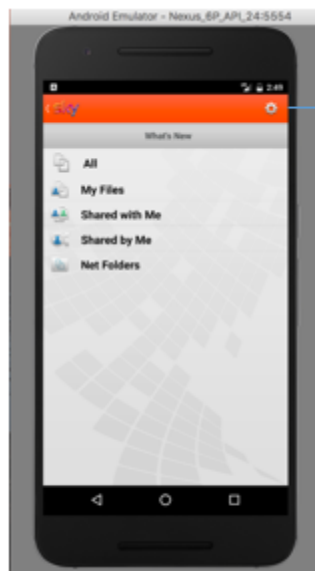 Android Emulator - Nexus_6P_API_24:5554
2:49
What's New
All
My Files
Shared with Me
Shared by Me
Net Folders